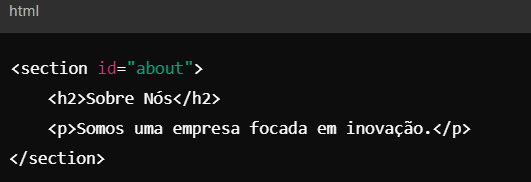 html
<section id="about">
    <h2>Sobre Nós</h2>
    <p>Somos uma empresa focada em inovação.</p>
</section>